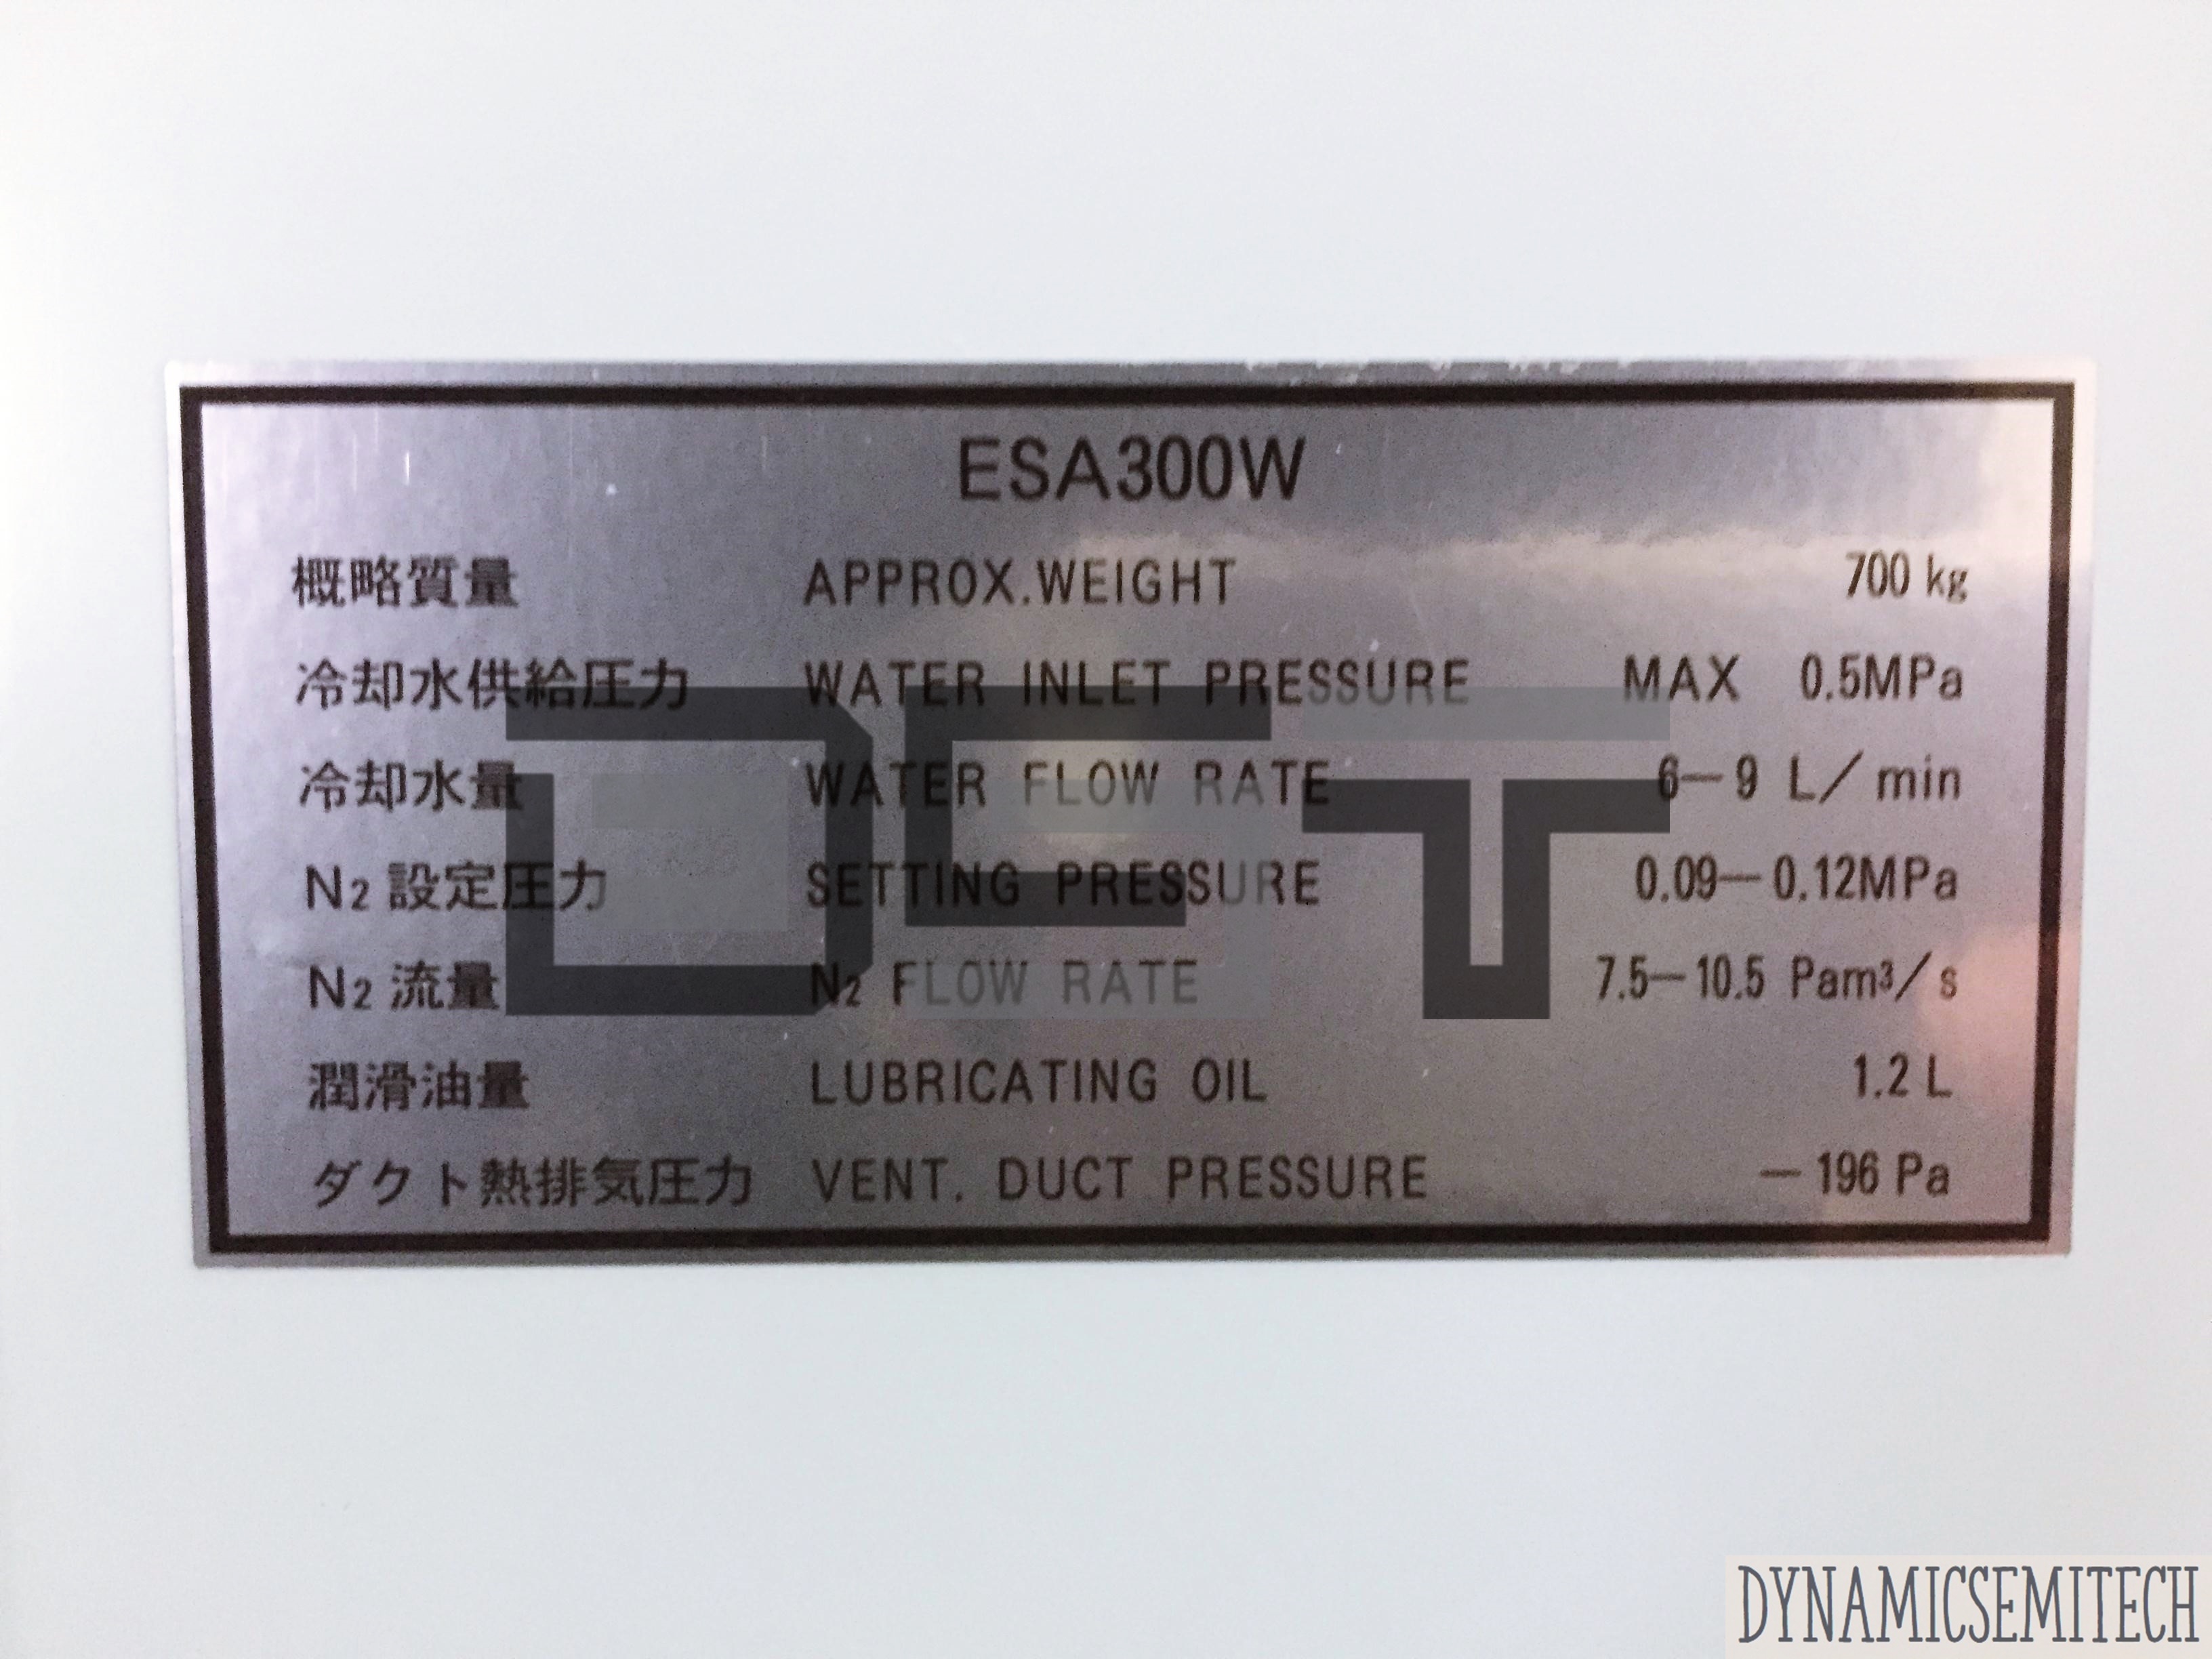 ESA300W
概略質量 APPROX.WEIGHT 700 kg
冷却水供給圧力 WATER INLET PRESSURE MAX 0.5MPa
冷却水量 WATER FLOW RATE 6—9 L/min
N2 設定圧力 SETTING PRESSURE 0.09—0.12MPa
N2 流量 N2 FLOW RATE 7.5—10.5 Pam³/s
潤滑油量 LUBRICATING OIL 1.2 L
ダクト熱排気圧力 VENT. DUCT PRESSURE —196 Pa
DST
DYNAMICSEMITECH